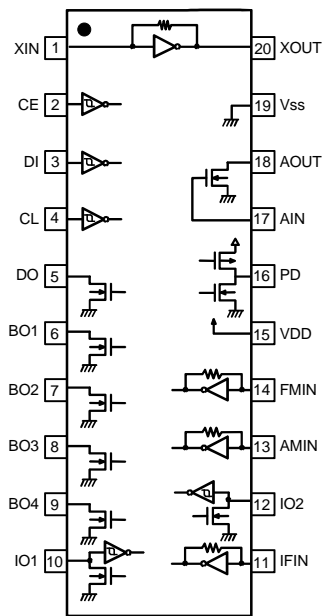 XIN 1 20 XOUT
CE 2 19 Vss
DI 3 18 AOUT
CL 4 17 AIN
DO 5 16 PD
BO1 6 15 VDD
BO2 7 14 FMIN
BO3 8 13 AMIN
BO4 9 12 IO2
IO1 10 11 IFIN